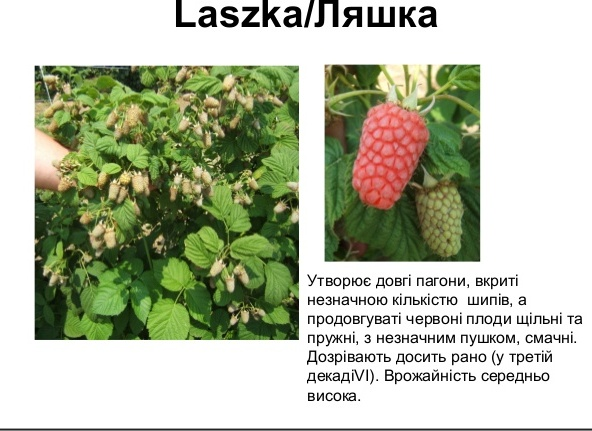 Laszka/Ляшка
Утворює довгі пагони, вкриті
незначною кількістю шипів, а
продовгуваті червоні плоди щільні та
пружні, з незначним пушком, смачні.
Дозрівають досить рано (у третій
декадіVI). Врожайність середньо
висока.